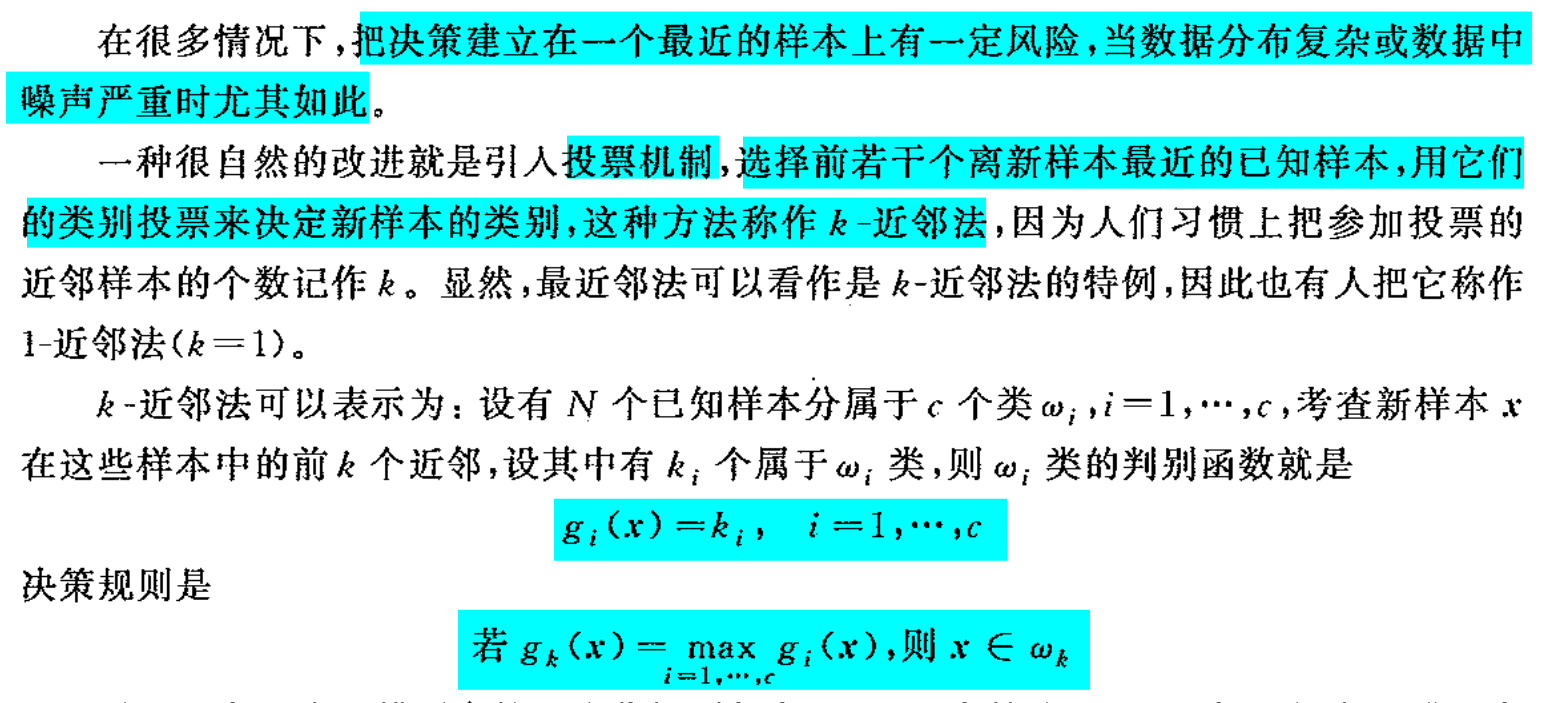 在很多情况下,把决策建立在一个最近的样本上有一定风险,当数据分布复杂或数据中
噪声严重时尤其如此。
一种很自然的改进就是引入投票机制,选择前若干个离新样本最近的已知样本,用它们
的类别投票来决定新样本的类别,这种方法称作 k-近邻法,因为人们习惯上把参加投票的
近邻样本的个数记作 k。显然,最近邻法可以看作是 k-近邻法的特例,因此也有人把它称作
1-近邻法(k=1)。
k-近邻法可以表示为:设有 N 个已知样本分属于 c 个类 ω_i,i=1,⋯,c,考查新样本 x
在这些样本中的前 k 个近邻,设其中有 k_i 个属于 ω_i 类,则 ω_i 类的判别函数就是
g_i(x)=k_i, i=1,⋯,c
决策规则是
若 g_k(x)= max g_i(x),则 x ∈ ω_k
i=1,⋯,c